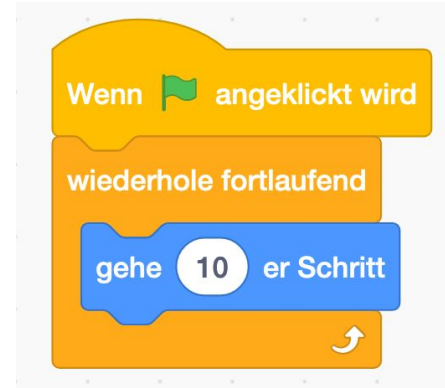 Wenn angeklickt wird
wiederhole fortlaufend
gehe 10 er Schritt